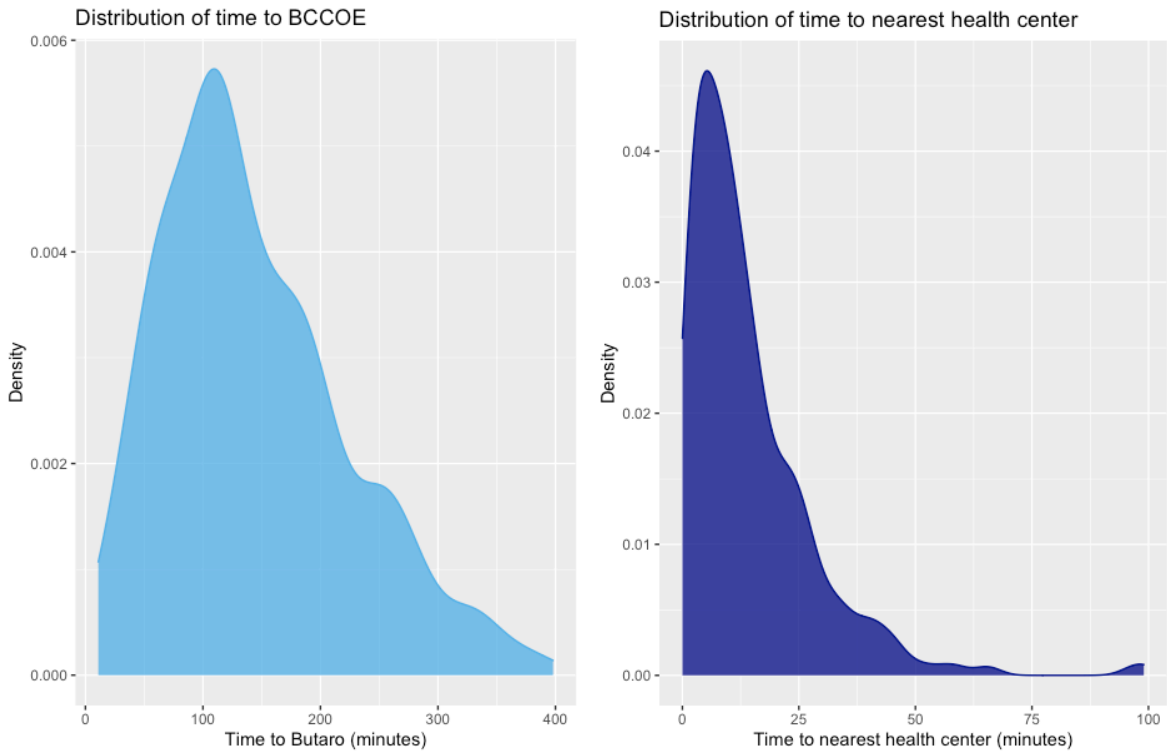 Distribution of time to BCCOE
0.006
0.004
0.002
0.000
Density
0 100 200 300 400
Time to Butaro (minutes)
Distribution of time to nearest health center
0.04
0.03
0.02
0.01
0.00
Density
0 25 50 75 100
Time to nearest health center (minutes)